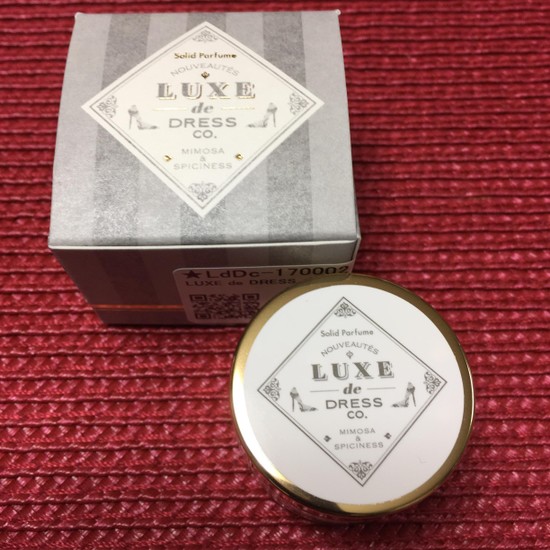 Solid Parfume
NOUVEAUTÉS
LUXE
de
DRESS
CO.
MIMOSA
&
SPICINESS
★LdDc-170002
LUXE de DRESS
Solid Parfume
NOUVEAUTÉS
LUXE
de
DRESS
CO.
MIMOSA
&
SPICINESS